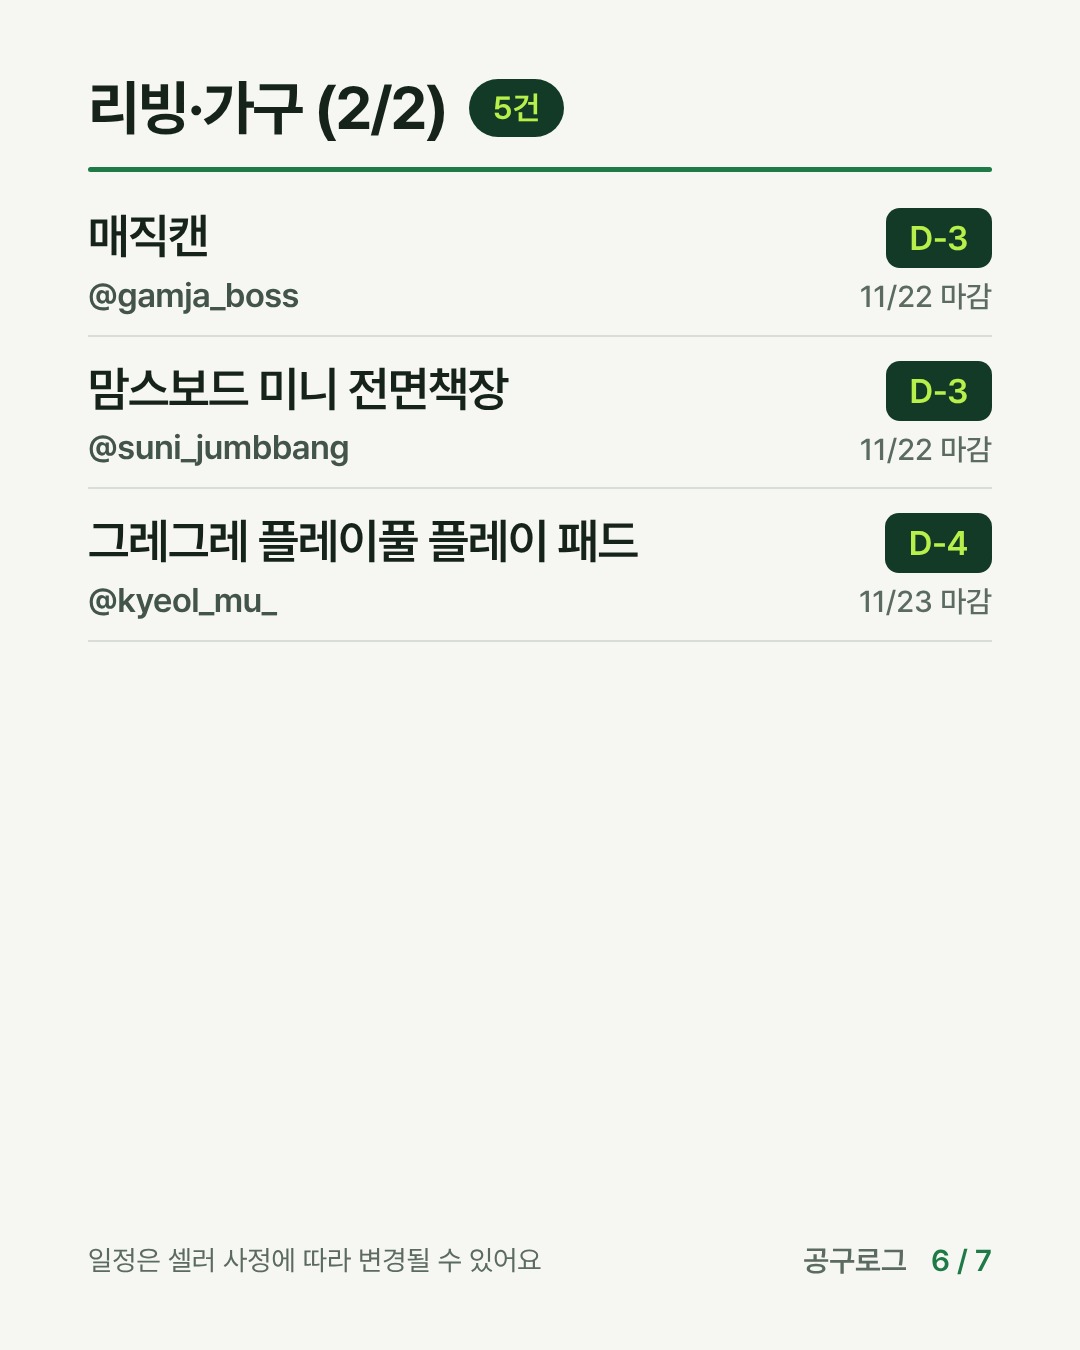 리빙·가구 (2/2) 5건
매직캔 D-3
@gamja_boss 11/22 마감
맘스보드 미니 전면책장 D-3
@suni_jumbbang 11/22 마감
그레그레 플레이풀 플레이 패드 D-4
@kyeol_mu_ 11/23 마감
일정은 셀러 사정에 따라 변경될 수 있어요 공구로그 6 / 7